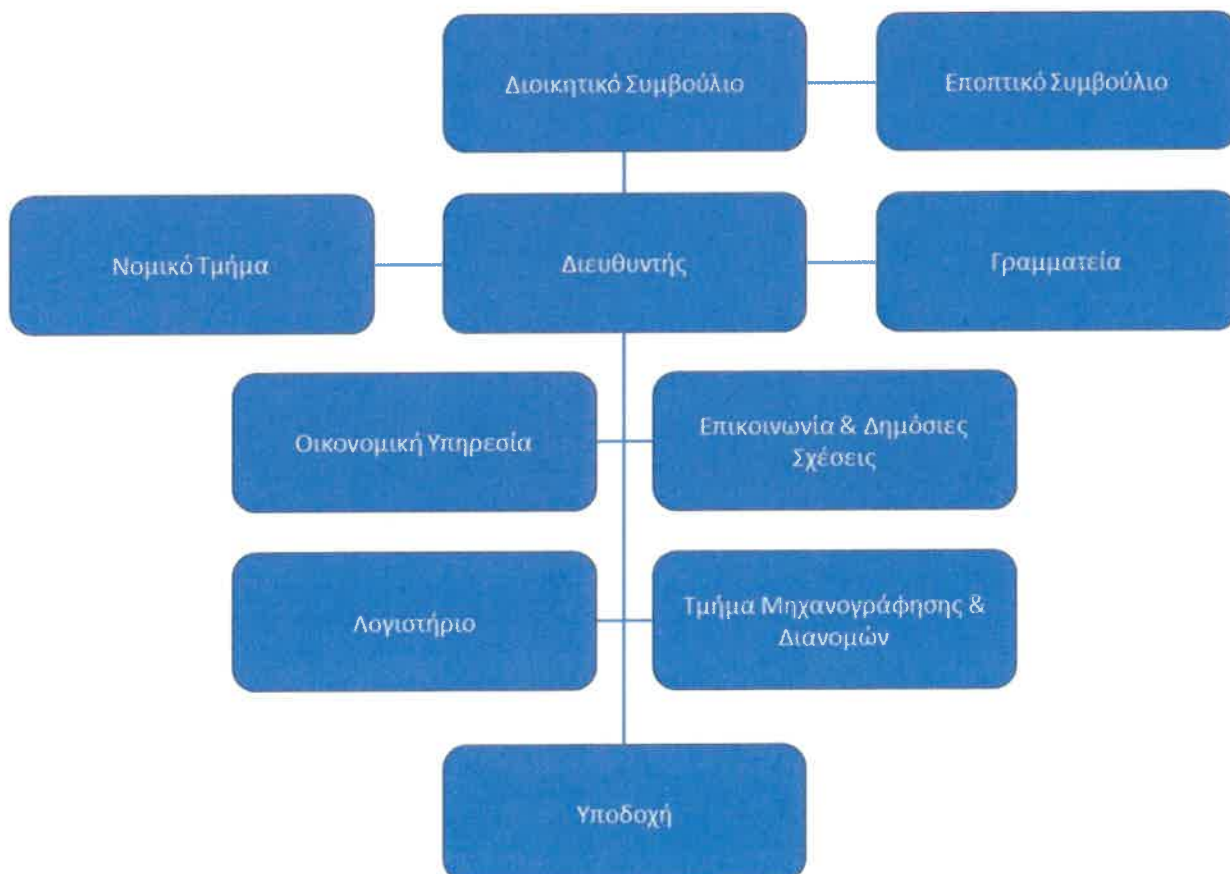 Διοικητικό Συμβούλιο
Εποπτικό Συμβούλιο
Νομικό Τμήμα
Διευθυντής
Γραμματεία
Οικονομική Υπηρεσία
Επικοινωνία & Δημόσιες
Σχέσεις
Λογιστήριο
Τμήμα Μηχανογράφησης &
Διανομών
Υποδοχή